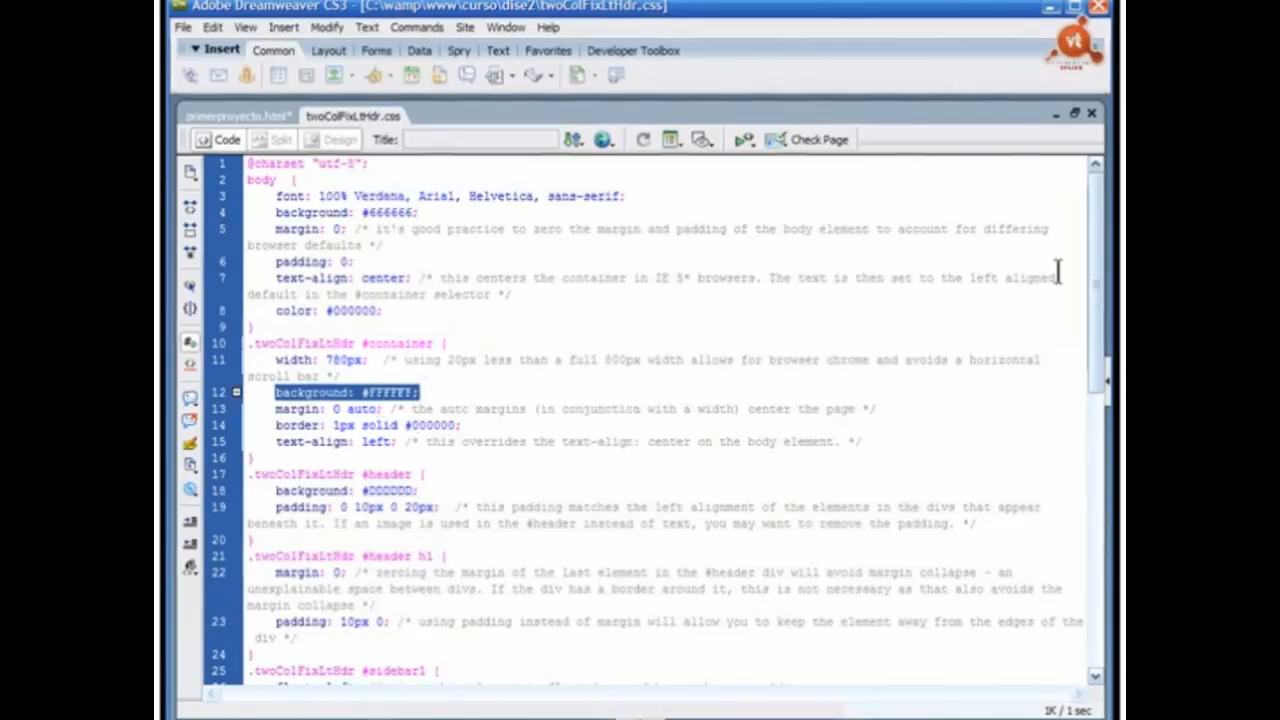 Adobe Dreamweaver CS3 - [C:\wamp\www\curso\dise2\twoColFixLtHdr.css]
File Edit View Insert Modify Text Commands Site Window Help
Insert Common Layout Forms Data Spry Text Favorites Developer Toolbox
vt
primerproyecto.html* twoColFixLtHdr.css
Code Split Design Title: Check Page
1 @charset "utf-8";
2 body {
3 font: 100% Verdana, Arial, Helvetica, sans-serif;
4 background: #666666;
5 margin: 0; /* it's good practice to zero the margin and padding of the body element to account for differing
browser defaults */
6 padding: 0;
7 text-align: center; /* this centers the container in IE 5* browsers. The text is then set to the left aligned
default in the #container selector */
8 color: #000000;
9 }
10 .twoColFixLtHdr #container {
11 width: 780px; /* using 20px less than a full 800px width allows for browser chrome and avoids a horizontal
scroll bar */
12 background: #FFFFFF;
13 margin: 0 auto; /* the auto margins (in conjunction with a width) center the page */
14 border: 1px solid #000000;
15 text-align: left; /* this overrides the text-align: center on the body element. */
16 }
17 .twoColFixLtHdr #header {
18 background: #DDDDDD;
19 padding: 0 10px 0 20px; /* this padding matches the left alignment of the elements in the divs that appear
beneath it. If an image is used in the #header instead of text, you may want to remove the padding. */
20 }
21 .twoColFixLtHdr #header h1 {
22 margin: 0; /* zeroing the margin of the last element in the #header div will avoid margin collapse - an
unexplainable space between divs. If the div has a border around it, this is not necessary as that also avoids the
margin collapse */
23 padding: 10px 0; /* using padding instead of margin will allow you to keep the element away from the edges of the
div */
24 }
25 .twoColFixLtHdr #sidebar1 {
1K / 1 sec